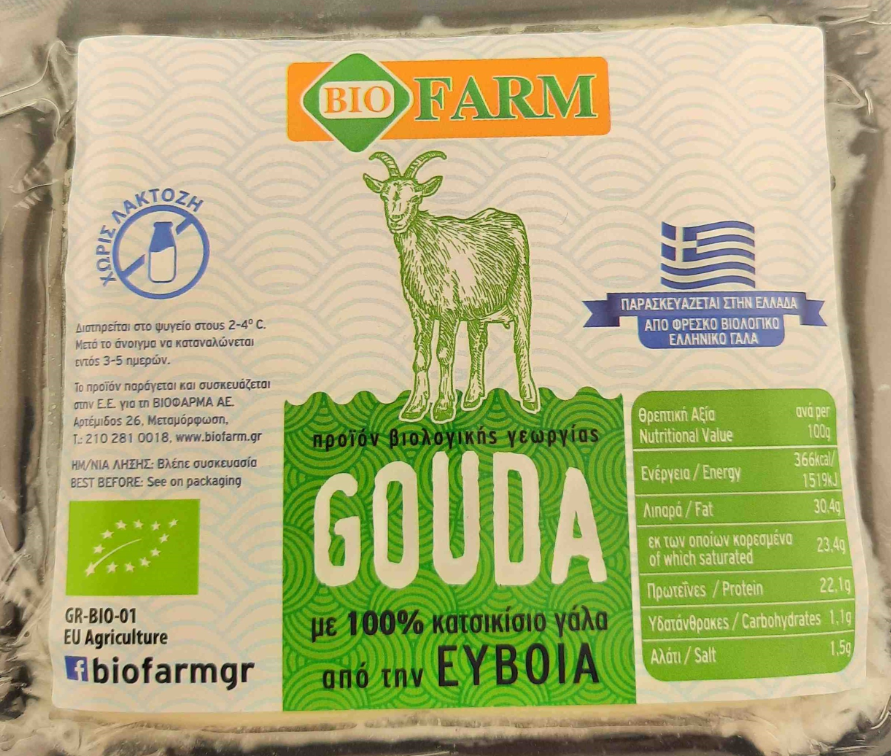 BIO FARM
ΧΩΡΙΣ ΛΑΚΤΟΖΗ
Διατηρείται στο ψυγείο στους 2-4° C.
Μετά το άνοιγμα να καταναλώνεται
εντός 3-5 ημερών.
Το προϊόν παράγεται και συσκευάζεται
στην Ε.Ε. για τη ΒΙΟΦΑΡΜΑ ΑΕ.
Αρτέμιδος 26, Μεταμόρφωση,
Τ.: 210 281 0018, www.biofarm.gr
ΗΜ/ΝΙΑ ΛΗΞΗΣ: Βλέπε συσκευασία
BEST BEFORE: See on packaging
GR-BIO-01
EU Agriculture
f biofarmgr
προϊόν βιολογικής γεωργίας
GOUDA
με 100% κατσικίσιο γάλα
από την ΕΥΒΟΙΑ
ΠΑΡΑΣΚΕΥΑΖΕΤΑΙ ΣΤΗΝ ΕΛΛΑΔΑ
ΑΠΟ ΦΡΕΣΚΟ ΒΙΟΛΟΓΙΚΟ
ΕΛΛΗΝΙΚΟ ΓΑΛΑ
Θρεπτική Αξία ανά per
Nutritional Value 100g
Ενέργεια / Energy 366kcal/
1519kJ
Λιπαρά / Fat 30,4g
εκ των οποίων κορεσμένα
of which saturated 23,4g
Πρωτεΐνες / Protein 22,1g
Υδατάνθρακες / Carbohydrates 1,1g
Αλάτι / Salt 1,5g